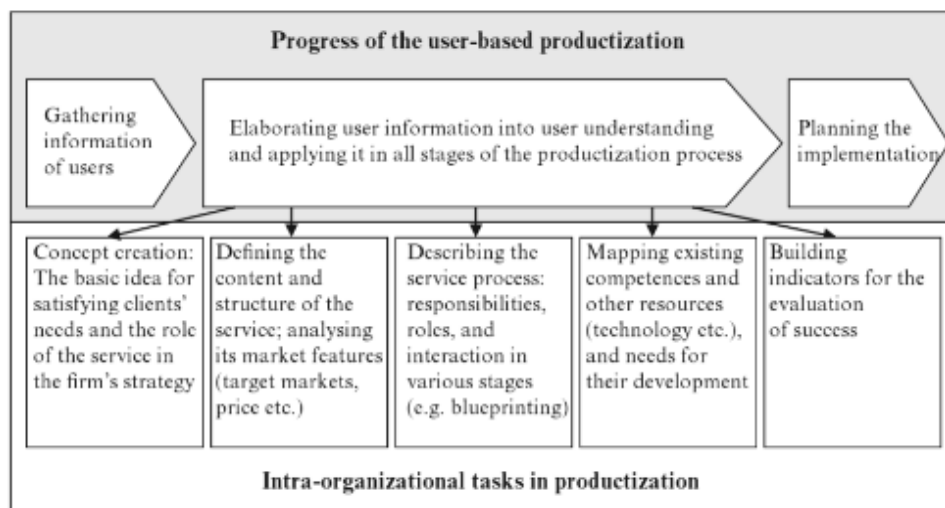 Progress of the user-based productization
Gathering
information
of users
Elaborating user information into user understanding
and applying it in all stages of the productization process
Planning the
implementation
Concept creation:
The basic idea for
satisfying clients'
needs and the role
of the service in
the firm's strategy
Defining the
content and
structure of the
service; analysing
its market features
(target markets,
price etc.)
Describing the
service process:
responsibilities,
roles, and
interaction in
various stages
(e.g. blueprinting)
Mapping existing
competences and
other resources
(technology etc.),
and needs for
their development
Building
indicators for the
evaluation
of success
Intra-organizational tasks in productization